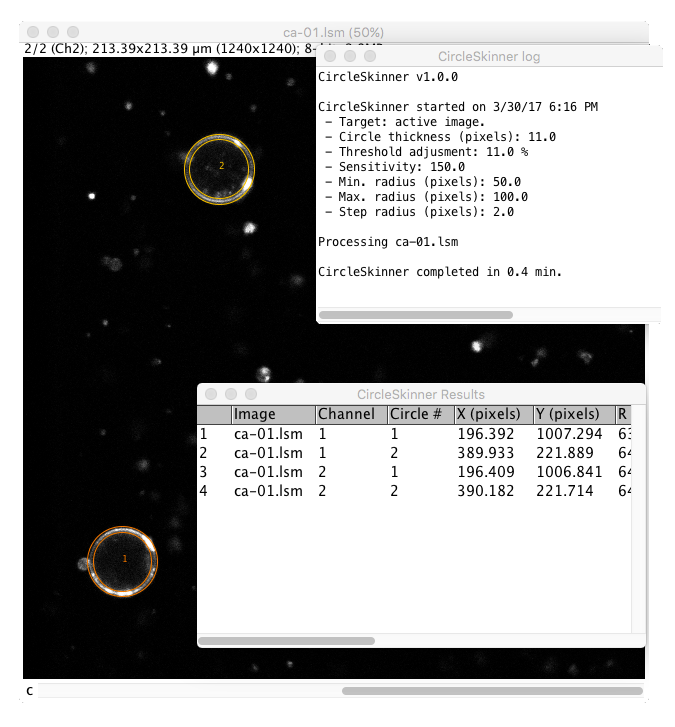 ca-01.lsm (50%)
2/2 (Ch2); 213.39x213.39 µm (1240x1240); 8-
CircleSkinner log
CircleSkinner v1.0.0
CircleSkinner started on 3/30/17 6:16 PM
- Target: active image.
- Circle thickness (pixels): 11.0
- Threshold adjusment: 11.0 %
- Sensitivity: 150.0
- Min. radius (pixels): 50.0
- Max. radius (pixels): 100.0
- Step radius (pixels): 2.0
Processing ca-01.lsm
CircleSkinner completed in 0.4 min.
2
CircleSkinner Results
Image Channel Circle # X (pixels) Y (pixels) R
1 ca-01.lsm 1 1 196.392 1007.294 63
2 ca-01.lsm 1 2 389.933 221.889 64
3 ca-01.lsm 2 1 196.409 1006.841 64
4 ca-01.lsm 2 2 390.182 221.714 64
1
c